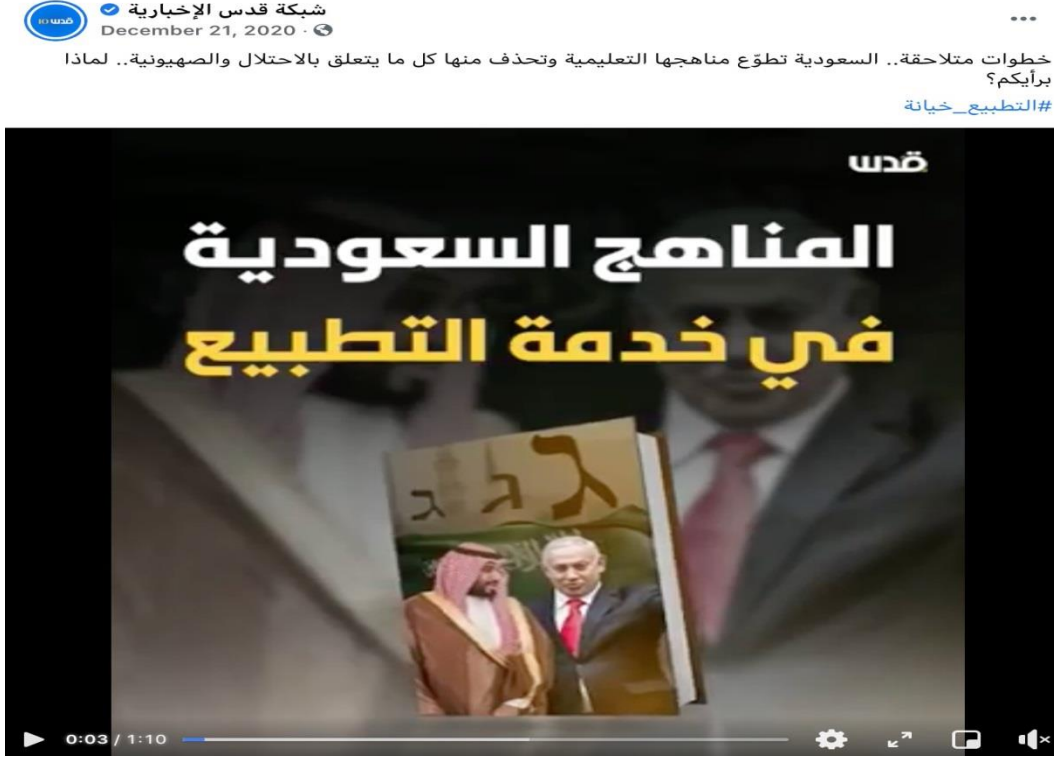 شبكة قدس الإخبارية
December 21, 2020 ·
خطوات متلاحقة.. السعودية تطوّع مناهجها التعليمية وتحذف منها كل ما يتعلق بالاحتلال والصهيونية.. لماذا
برأيكم؟
#التطبيع_خيانة
قدس
المناهج السعودية
في خدمة التطبيع
0:03 / 1:10